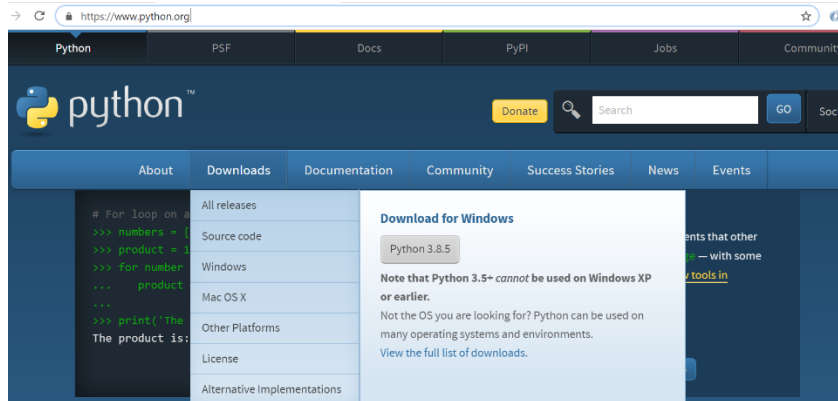 https://www.python.org
Python PSF Docs PyPI Jobs Community
python™
Donate Search GO
About Downloads Documentation Community Success Stories News Events
# For loop on a
>>> numbers = [
>>> product = 1
>>> for number
... product
...
>>> print('The
The product is:
All releases
Source code
Windows
Mac OS X
Other Platforms
License
Alternative Implementations
Download for Windows
Python 3.8.5
Note that Python 3.5+ cannot be used on Windows XP
or earlier.
Not the OS you are looking for? Python can be used on
many operating systems and environments.
View the full list of downloads.
that other
— with some
tools in